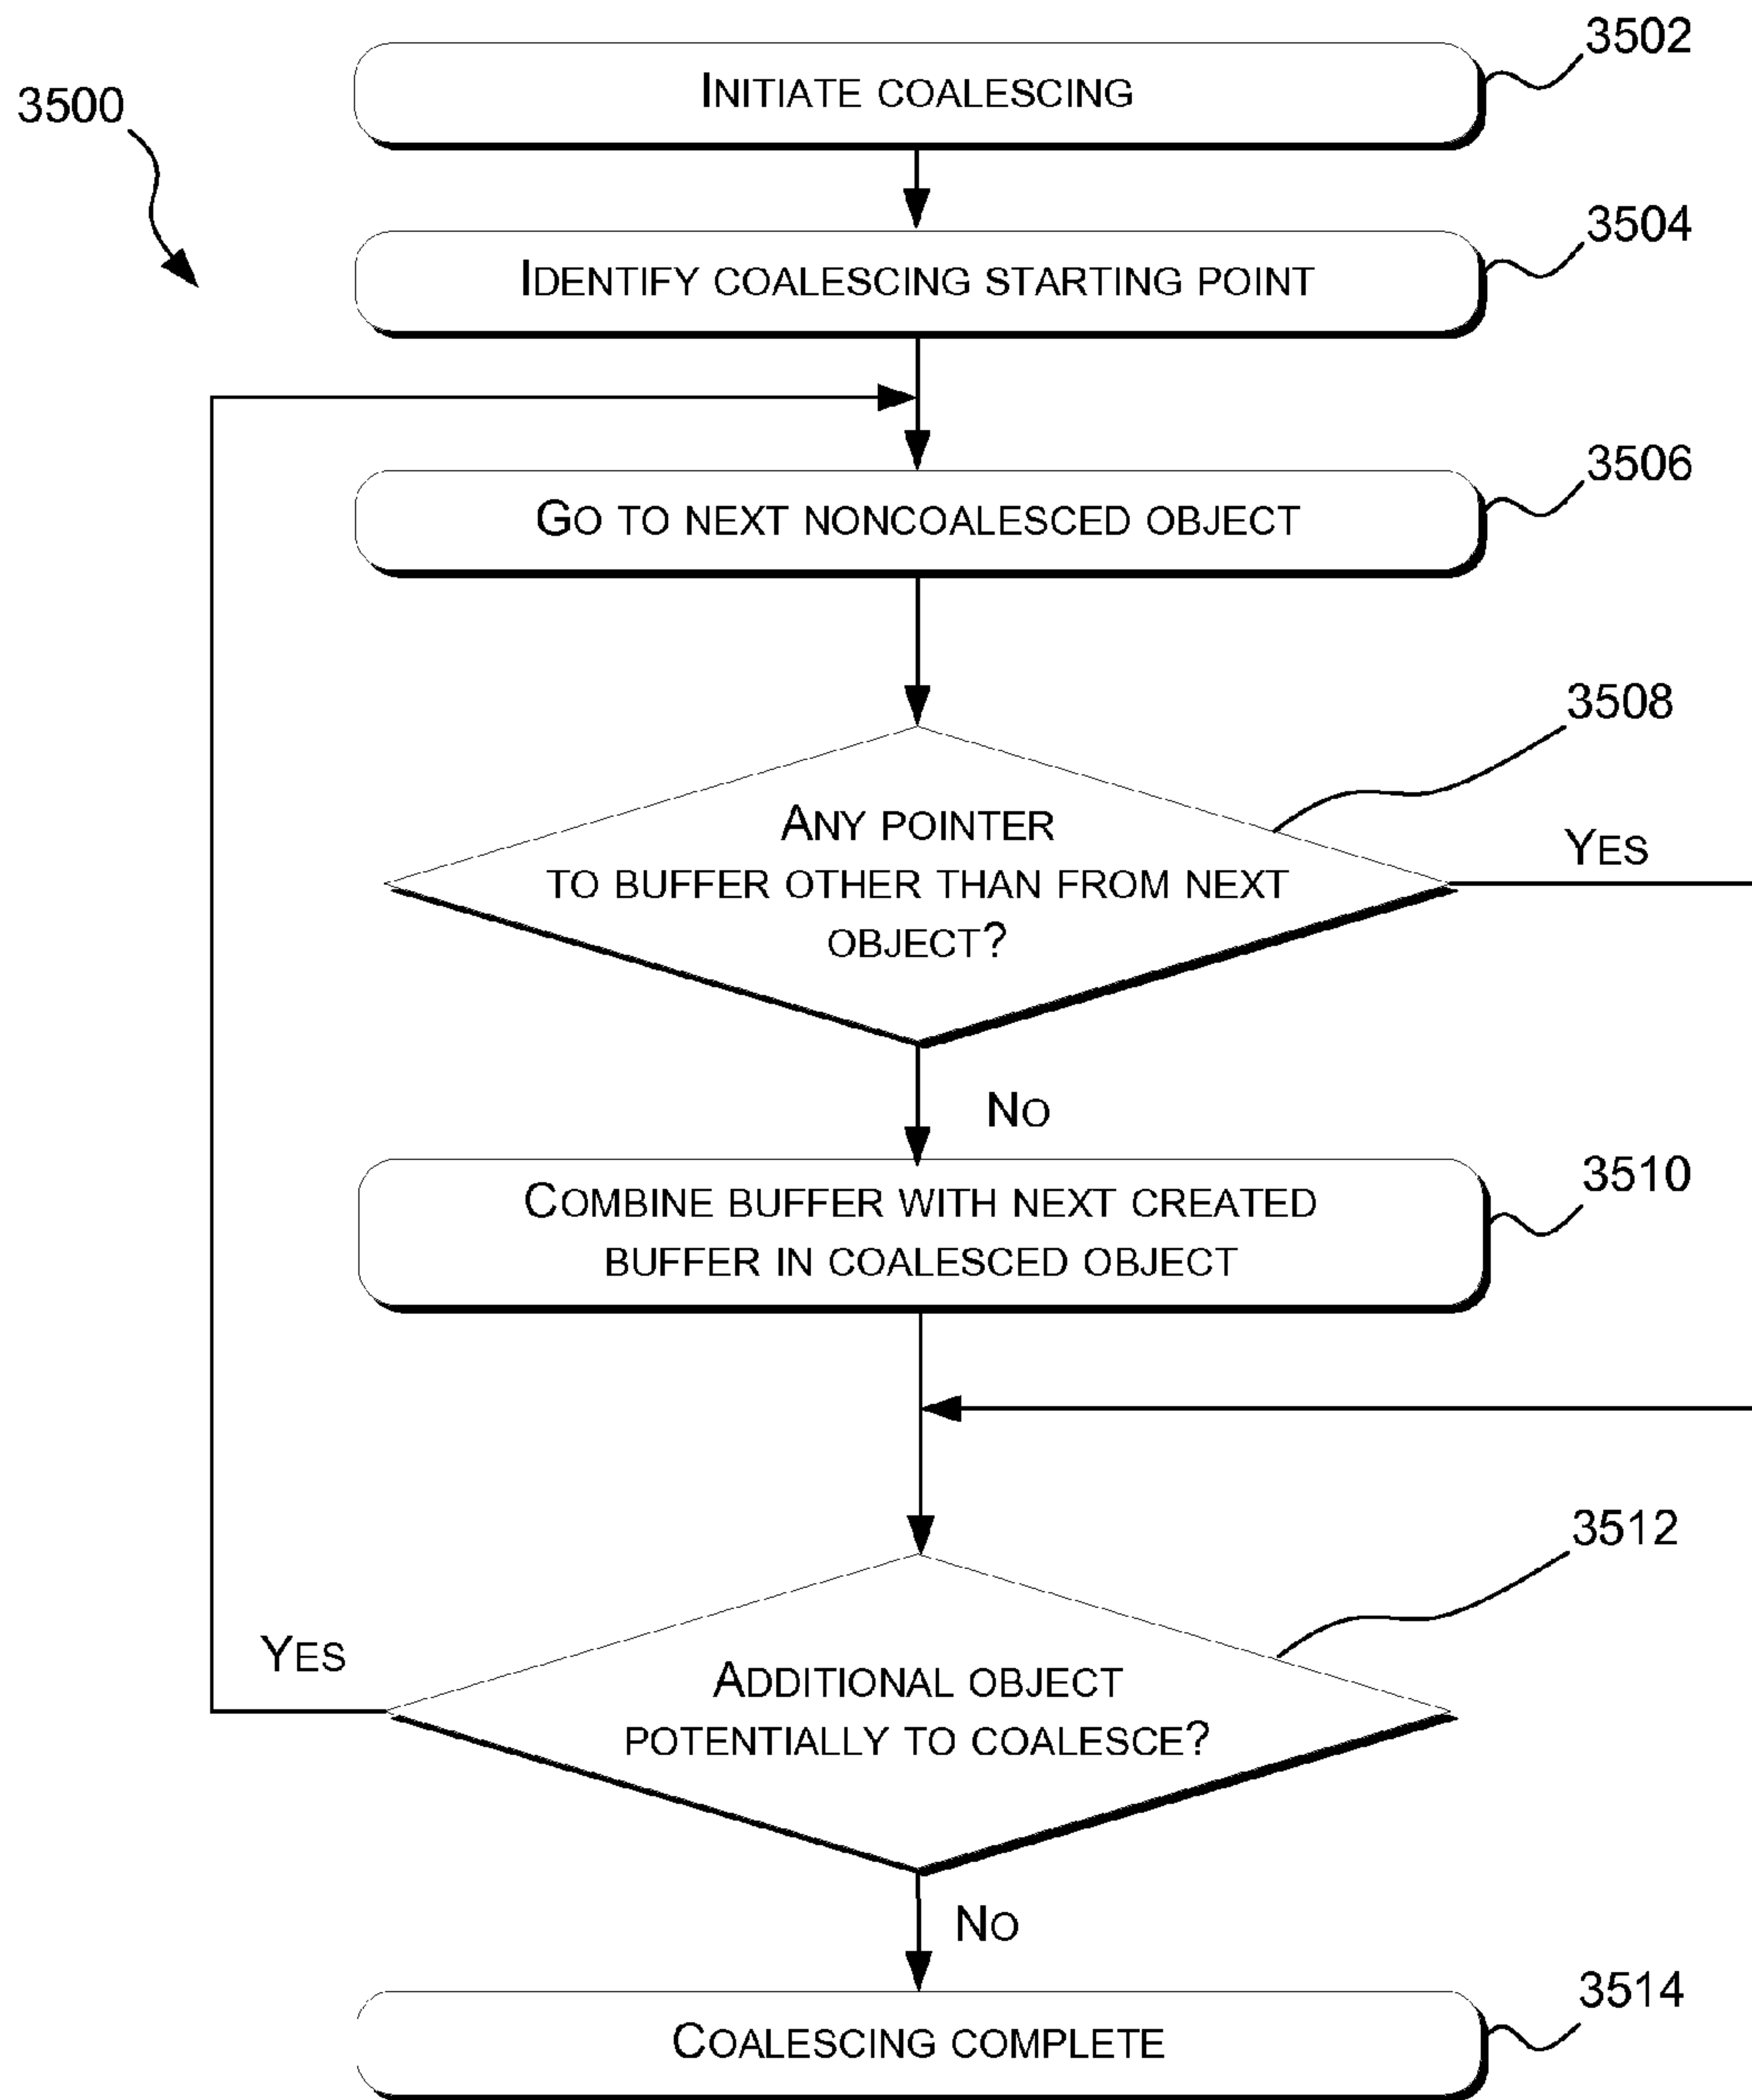 3502
INITIATE COALESCING
3500
3504
IDENTIFY COALESCING STARTING POINT
3506
GO TO NEXT NONCOALESCED OBJECT
3508
ANY POINTER
TO BUFFER OTHER THAN FROM NEXT
OBJECT?
YES
NO
3510
COMBINE BUFFER WITH NEXT CREATED
BUFFER IN COALESCED OBJECT
3512
YES
ADDITIONAL OBJECT
POTENTIALLY TO COALESCE?
NO
3514
COALESCING COMPLETE